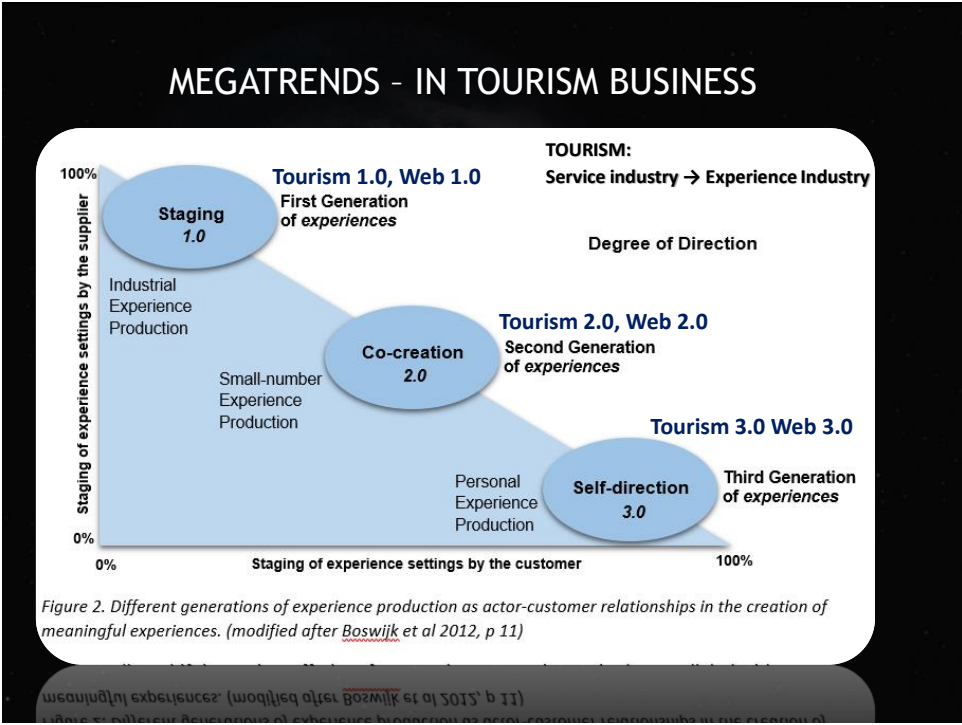 MEGATRENDS – IN TOURISM BUSINESS
TOURISM:
Service industry → Experience Industry
Degree of Direction
100%
Staging of experience settings by the supplier
0%
Staging
1.0
Tourism 1.0, Web 1.0
First Generation
of experiences
Industrial
Experience
Production
Co-creation
2.0
Tourism 2.0, Web 2.0
Second Generation
of experiences
Small-number
Experience
Production
Tourism 3.0 Web 3.0
Self-direction
3.0
Third Generation
of experiences
Personal
Experience
Production
0%
Staging of experience settings by the customer
100%
Figure 2. Different generations of experience production as actor-customer relationships in the creation of
meaningful experiences. (modified after Boswijk et al 2012, p 11)